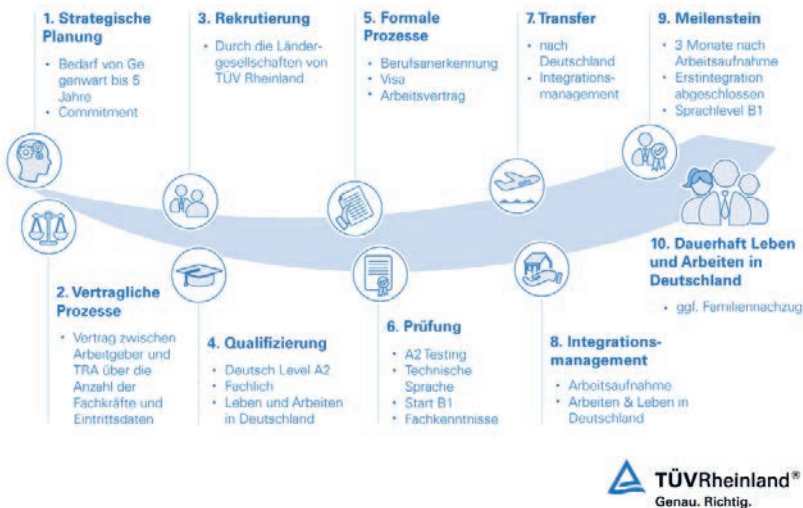 1. Strategische
Planung
• Bedarf von Ge
genwart bis 5
Jahre
• Commitment
2. Vertragliche
Prozesse
• Vertrag zwischen
Arbeitgeber und
TRA über die
Anzahl der
Fachkräfte und
Eintrittsdaten
3. Rekrutierung
• Durch die Länder-
gesellschaften von
TÜV Rheinland
4. Qualifizierung
• Deutsch Level A2
• Fachlich
• Leben und Arbeiten
in Deutschland
5. Formale
Prozesse
• Berufsanerkennung
• Visa
• Arbeitsvertrag
6. Prüfung
• A2 Testing
• Technische
Sprache
• Start B1
• Fachkenntnisse
7. Transfer
• nach
Deutschland
• Integrations-
management
8. Integrations-
management
• Arbeitsaufnahme
• Arbeiten & Leben in
Deutschland
9. Meilenstein
• 3 Monate nach
Arbeitsaufnahme
• Erstintegration
abgeschlossen
• Sprachlevel B1
10. Dauerhaft Leben
und Arbeiten in
Deutschland
• ggf. Familiennachzug
TÜVRheinland®
Genau. Richtig.